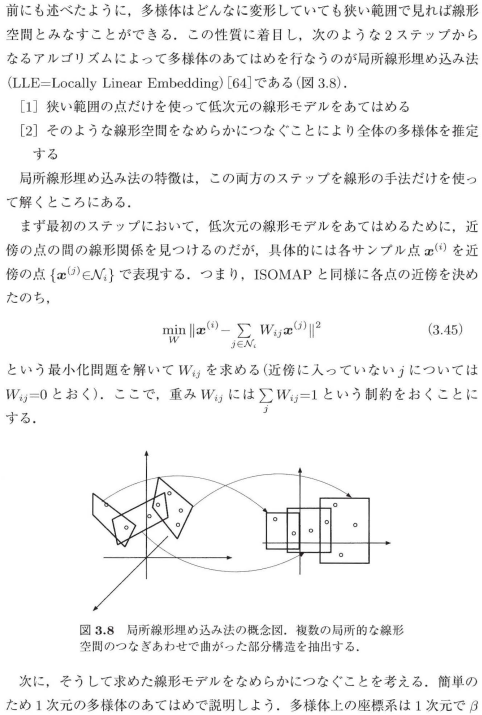 前にも述べたように，多様体はどんなに変形していても狭い範囲で見れば線形
空間とみなすことができる．この性質に着目し，次のような2ステップから
なるアルゴリズムによって多様体のあてはめを行なうのが局所線形埋め込み法
(LLE=Locally Linear Embedding)[64]である(図3.8)．
［1］狭い範囲の点だけを使って低次元の線形モデルをあてはめる
［2］そのような線形空間をなめらかにつなぐことにより全体の多様体を推定
する
局所線形埋め込み法の特徴は，この両方のステップを線形の手法だけを使っ
て解くところにある．
まず最初のステップにおいて，低次元の線形モデルをあてはめるために，近
傍の点の間の線形関係を見つけるのだが，具体的には各サンプル点 x^(i) を近
傍の点 {x^(j)∈N_i} で表現する．つまり，ISOMAP と同様に各点の近傍を決め
たのち，
min_W ‖x^(i) − Σ_{j∈N_i} W_ij x^(j)‖^2 (3.45)
という最小化問題を解いて W_ij を求める(近傍に入っていない j については
W_ij=0 とおく)．ここで，重み W_ij には Σ_j W_ij=1 という制約をおくことに
する．
図 3.8 局所線形埋め込み法の概念図．複数の局所的な線形
空間のつなぎあわせで曲がった部分構造を抽出する．
次に，そうして求めた線形モデルをなめらかにつなぐことを考える．簡単の
ため1次元の多様体のあてはめで説明しよう．多様体上の座標系は1次元で β